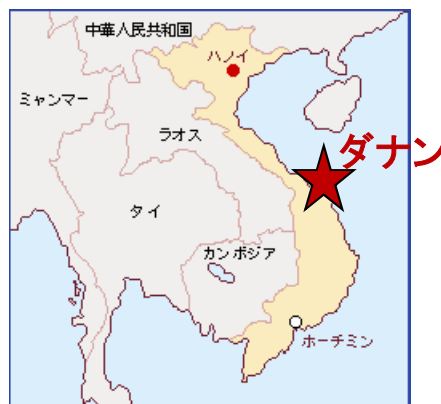 中華人民共和国
ハノイ
ミャンマー
ラオス
ダナン
タイ
カンボジア
ホーチミン